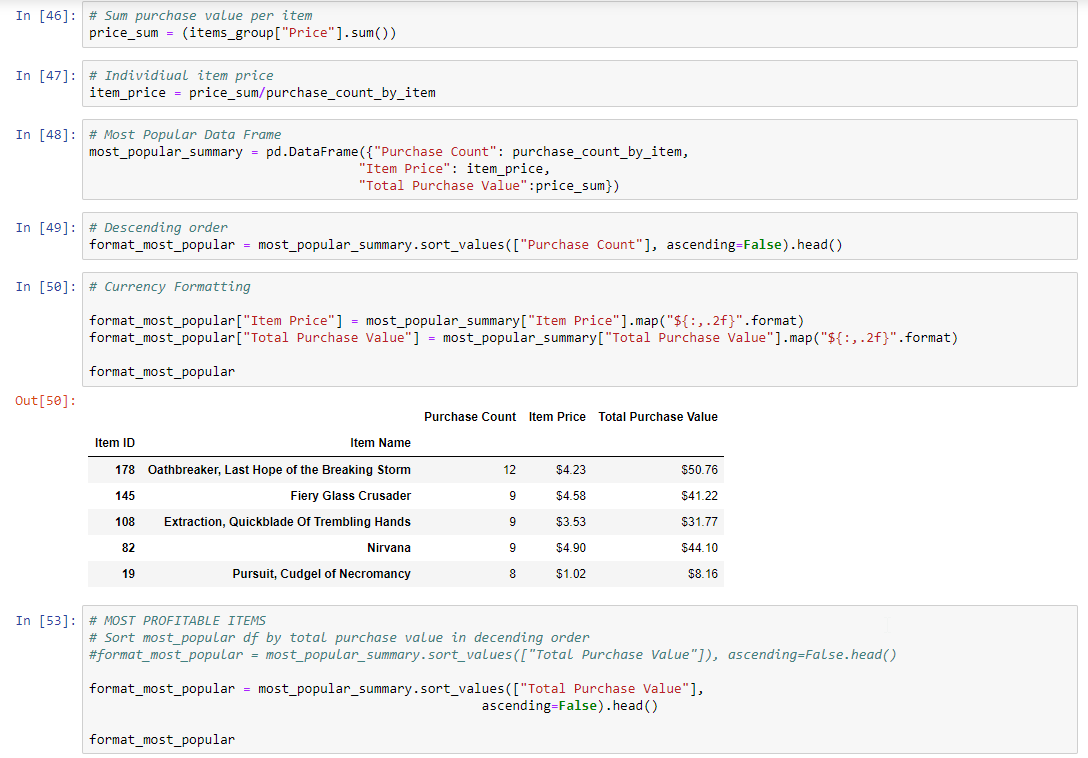 In [46]: # Sum purchase value per item
price_sum = (items_group["Price"].sum())
In [47]: # Individiual item price
item_price = price_sum/purchase_count_by_item
In [48]: # Most Popular Data Frame
most_popular_summary = pd.DataFrame({"Purchase Count": purchase_count_by_item,
"Item Price": item_price,
"Total Purchase Value":price_sum})
In [49]: # Descending order
format_most_popular = most_popular_summary.sort_values(["Purchase Count"], ascending=False).head()
In [50]: # Currency Formatting
format_most_popular["Item Price"] = most_popular_summary["Item Price"].map("${:,.2f}".format)
format_most_popular["Total Purchase Value"] = most_popular_summary["Total Purchase Value"].map("${:,.2f}".format)
format_most_popular
Out[50]:
Purchase Count Item Price Total Purchase Value
Item ID Item Name
178 Oathbreaker, Last Hope of the Breaking Storm 12 $4.23 $50.76
145 Fiery Glass Crusader 9 $4.58 $41.22
108 Extraction, Quickblade Of Trembling Hands 9 $3.53 $31.77
82 Nirvana 9 $4.90 $44.10
19 Pursuit, Cudgel of Necromancy 8 $1.02 $8.16
In [53]: # MOST PROFITABLE ITEMS
# Sort most_popular df by total purchase value in decending order
#format_most_popular = most_popular_summary.sort_values(["Total Purchase Value"]), ascending=False.head()
format_most_popular = most_popular_summary.sort_values(["Total Purchase Value"],
ascending=False).head()
format_most_popular